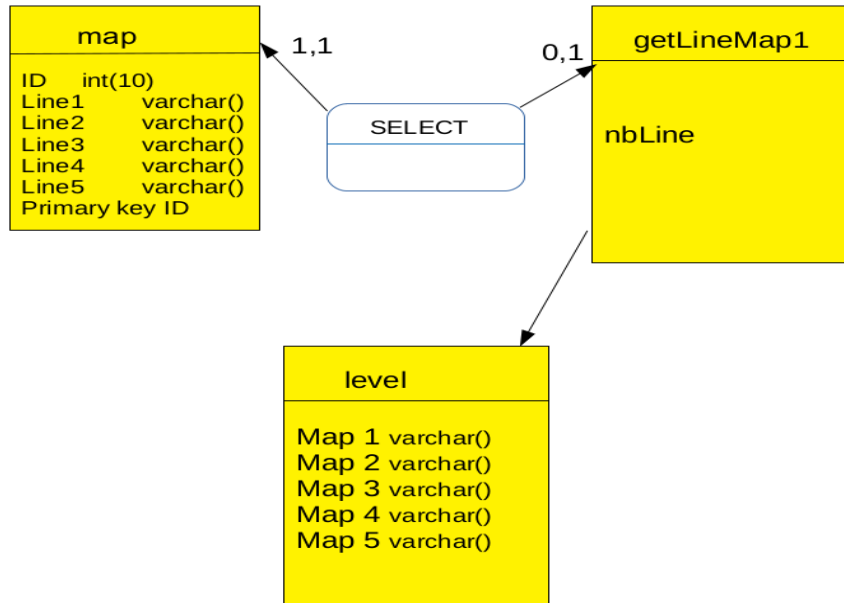 map
ID int(10)
Line1 varchar()
Line2 varchar()
Line3 varchar()
Line4 varchar()
Line5 varchar()
Primary key ID
1,1
SELECT
0,1
getLineMap1
nbLine
level
Map 1 varchar()
Map 2 varchar()
Map 3 varchar()
Map 4 varchar()
Map 5 varchar()